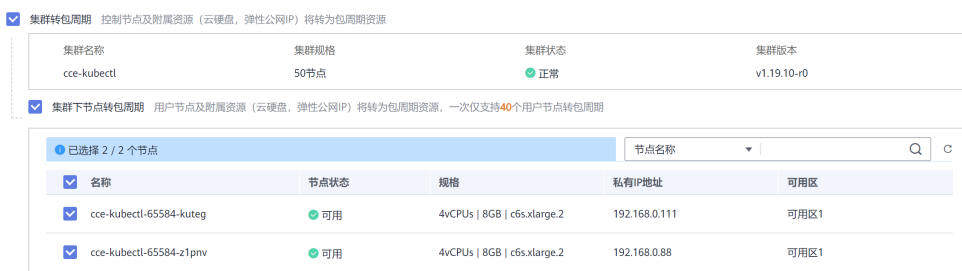 集群转包周期 控制节点及附属资源（云硬盘，弹性公网IP）将转为包周期资源
集群名称 集群规格 集群状态 集群版本
cce-kubectl 50节点 正常 v1.19.10-r0
集群下节点转包周期 用户节点及附属资源（云硬盘，弹性公网IP）将转为包周期资源，一次仅支持40个用户节点转包周期
已选择 2 / 2 个节点 节点名称
名称 节点状态 规格 私有IP地址 可用区
cce-kubectl-65584-kuteg 可用 4vCPUs | 8GB | c6s.xlarge.2 192.168.0.111 可用区1
cce-kubectl-65584-z1pnv 可用 4vCPUs | 8GB | c6s.xlarge.2 192.168.0.88 可用区1